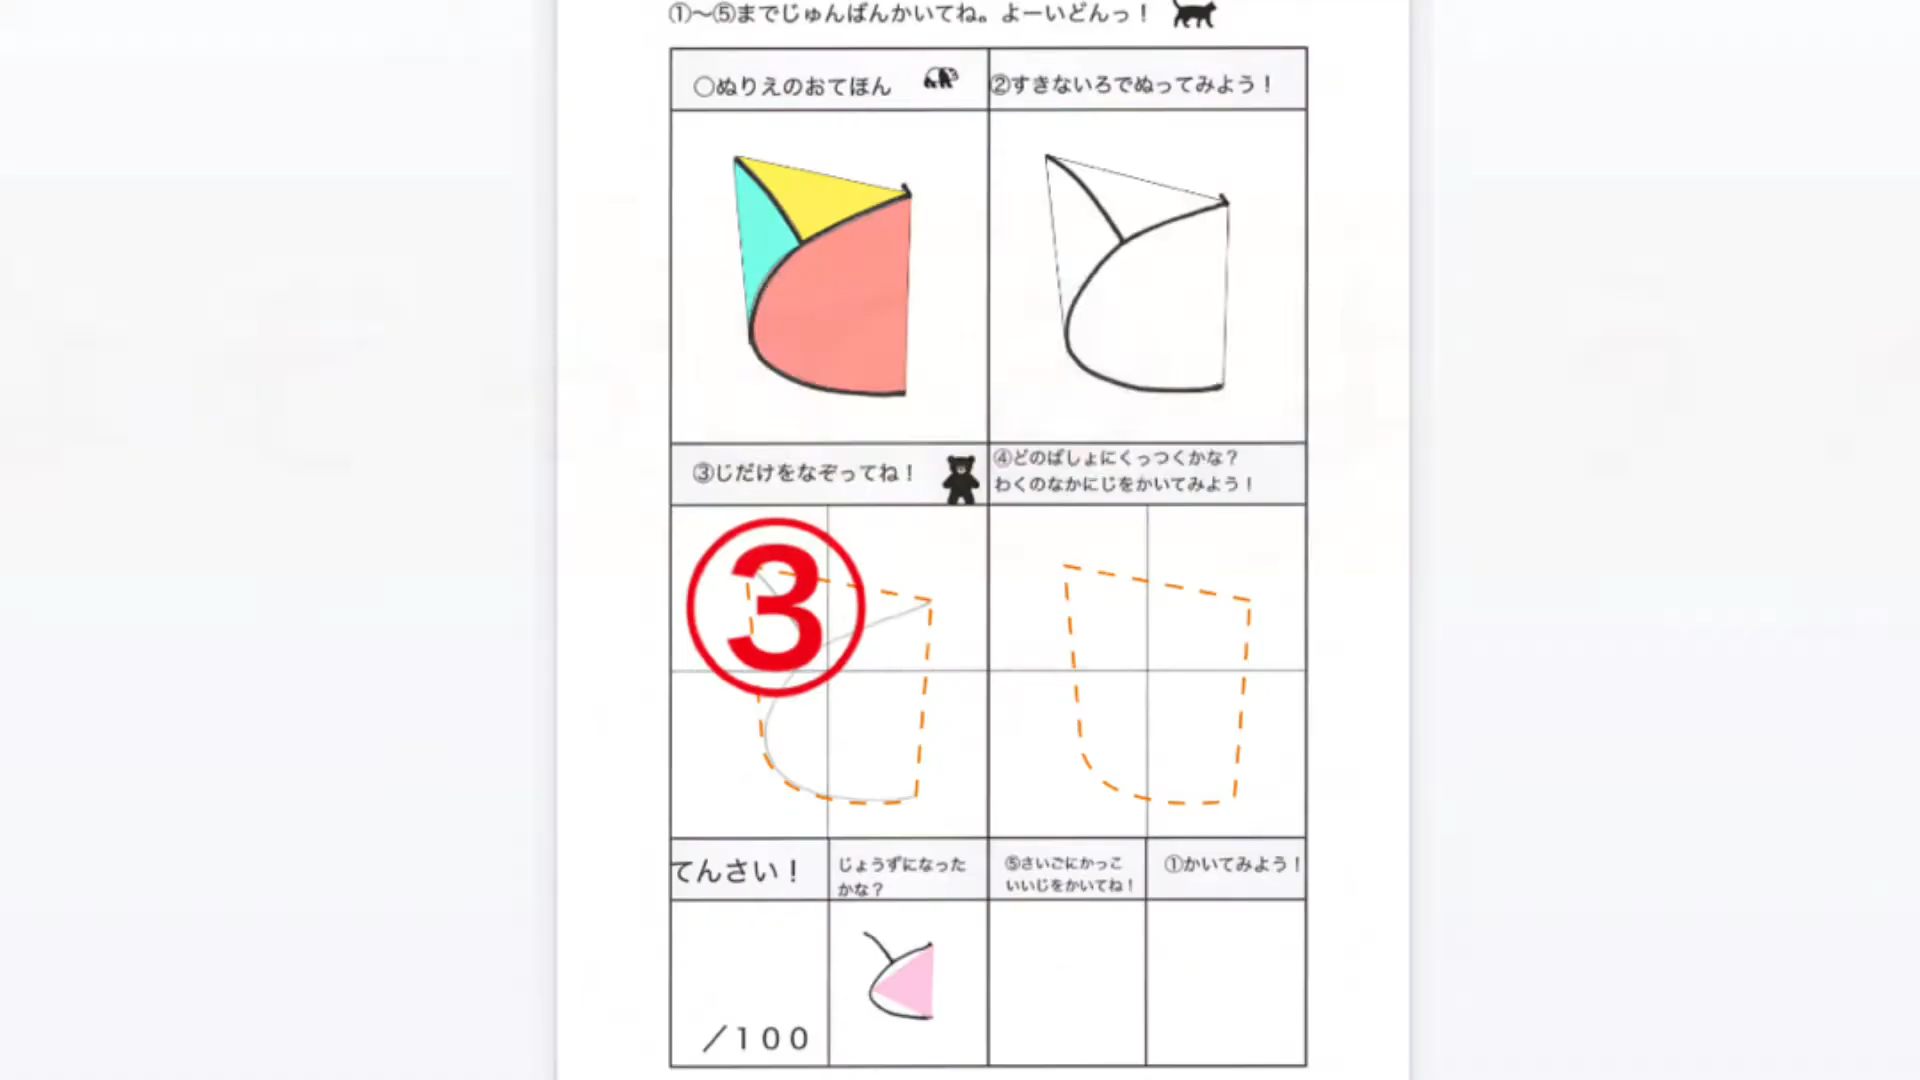 ①〜⑤までじゅんばんかいてね。よーいどんっ！
○ぬりえのおてほん
②すきないろでぬってみよう！
③じだけをなぞってね！
④どのばしょにくっつくかな？
わくのなかにじをかいてみよう！
③
てんさい！
じょうずになった
かな？
⑤さいごにかっこ
いいじをかいてね！
①かいてみよう！
／１００